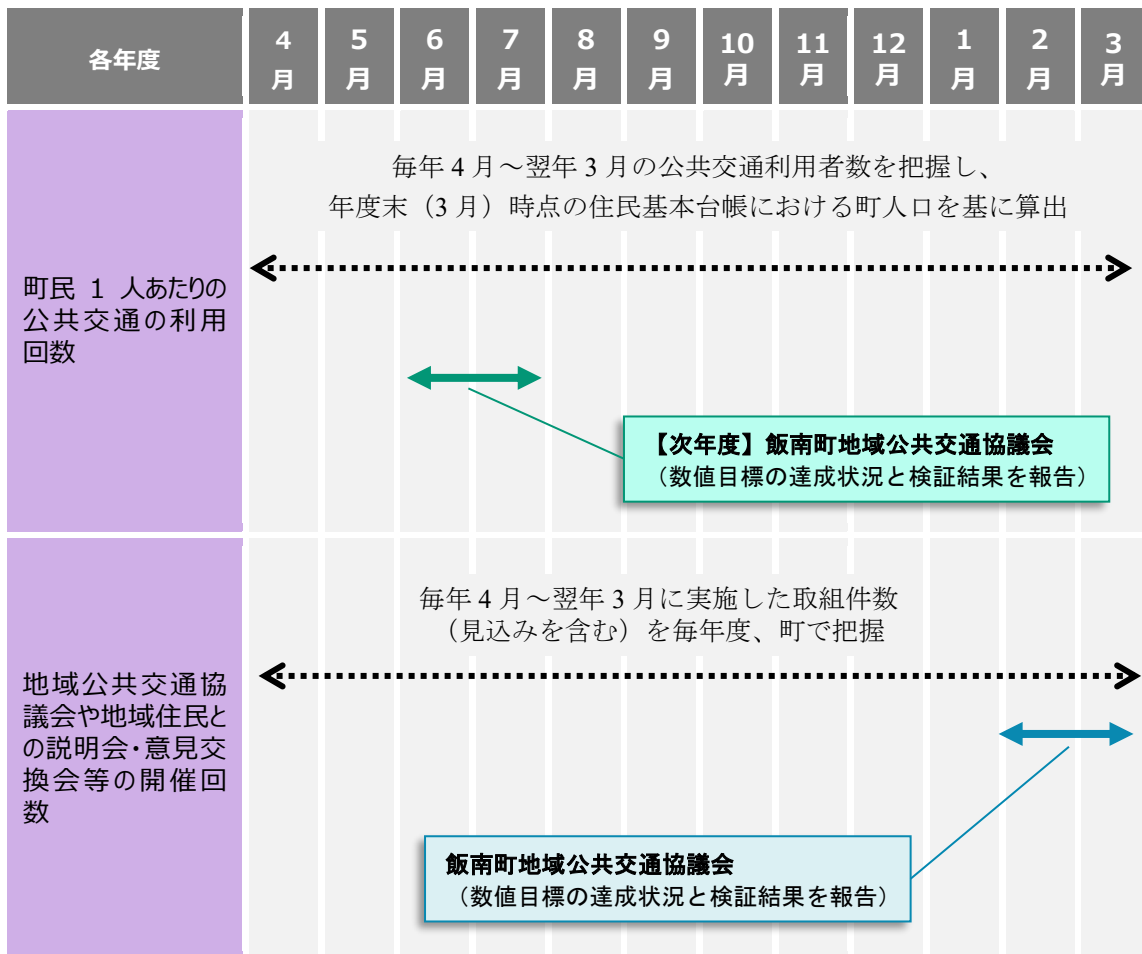 各年度
4月
5月
6月
7月
8月
9月
10月
11月
12月
1月
2月
3月
町民 1 人あたりの
公共交通の利用
回数
毎年 4 月～翌年 3 月の公共交通利用者数を把握し、
年度末（3 月）時点の住民基本台帳における町人口を基に算出
【次年度】飯南町地域公共交通協議会
（数値目標の達成状況と検証結果を報告）
地域公共交通協
議会や地域住民と
の説明会・意見交
換会等の開催回
数
毎年 4 月～翌年 3 月に実施した取組件数
（見込みを含む）を毎年度、町で把握
飯南町地域公共交通協議会
（数値目標の達成状況と検証結果を報告）